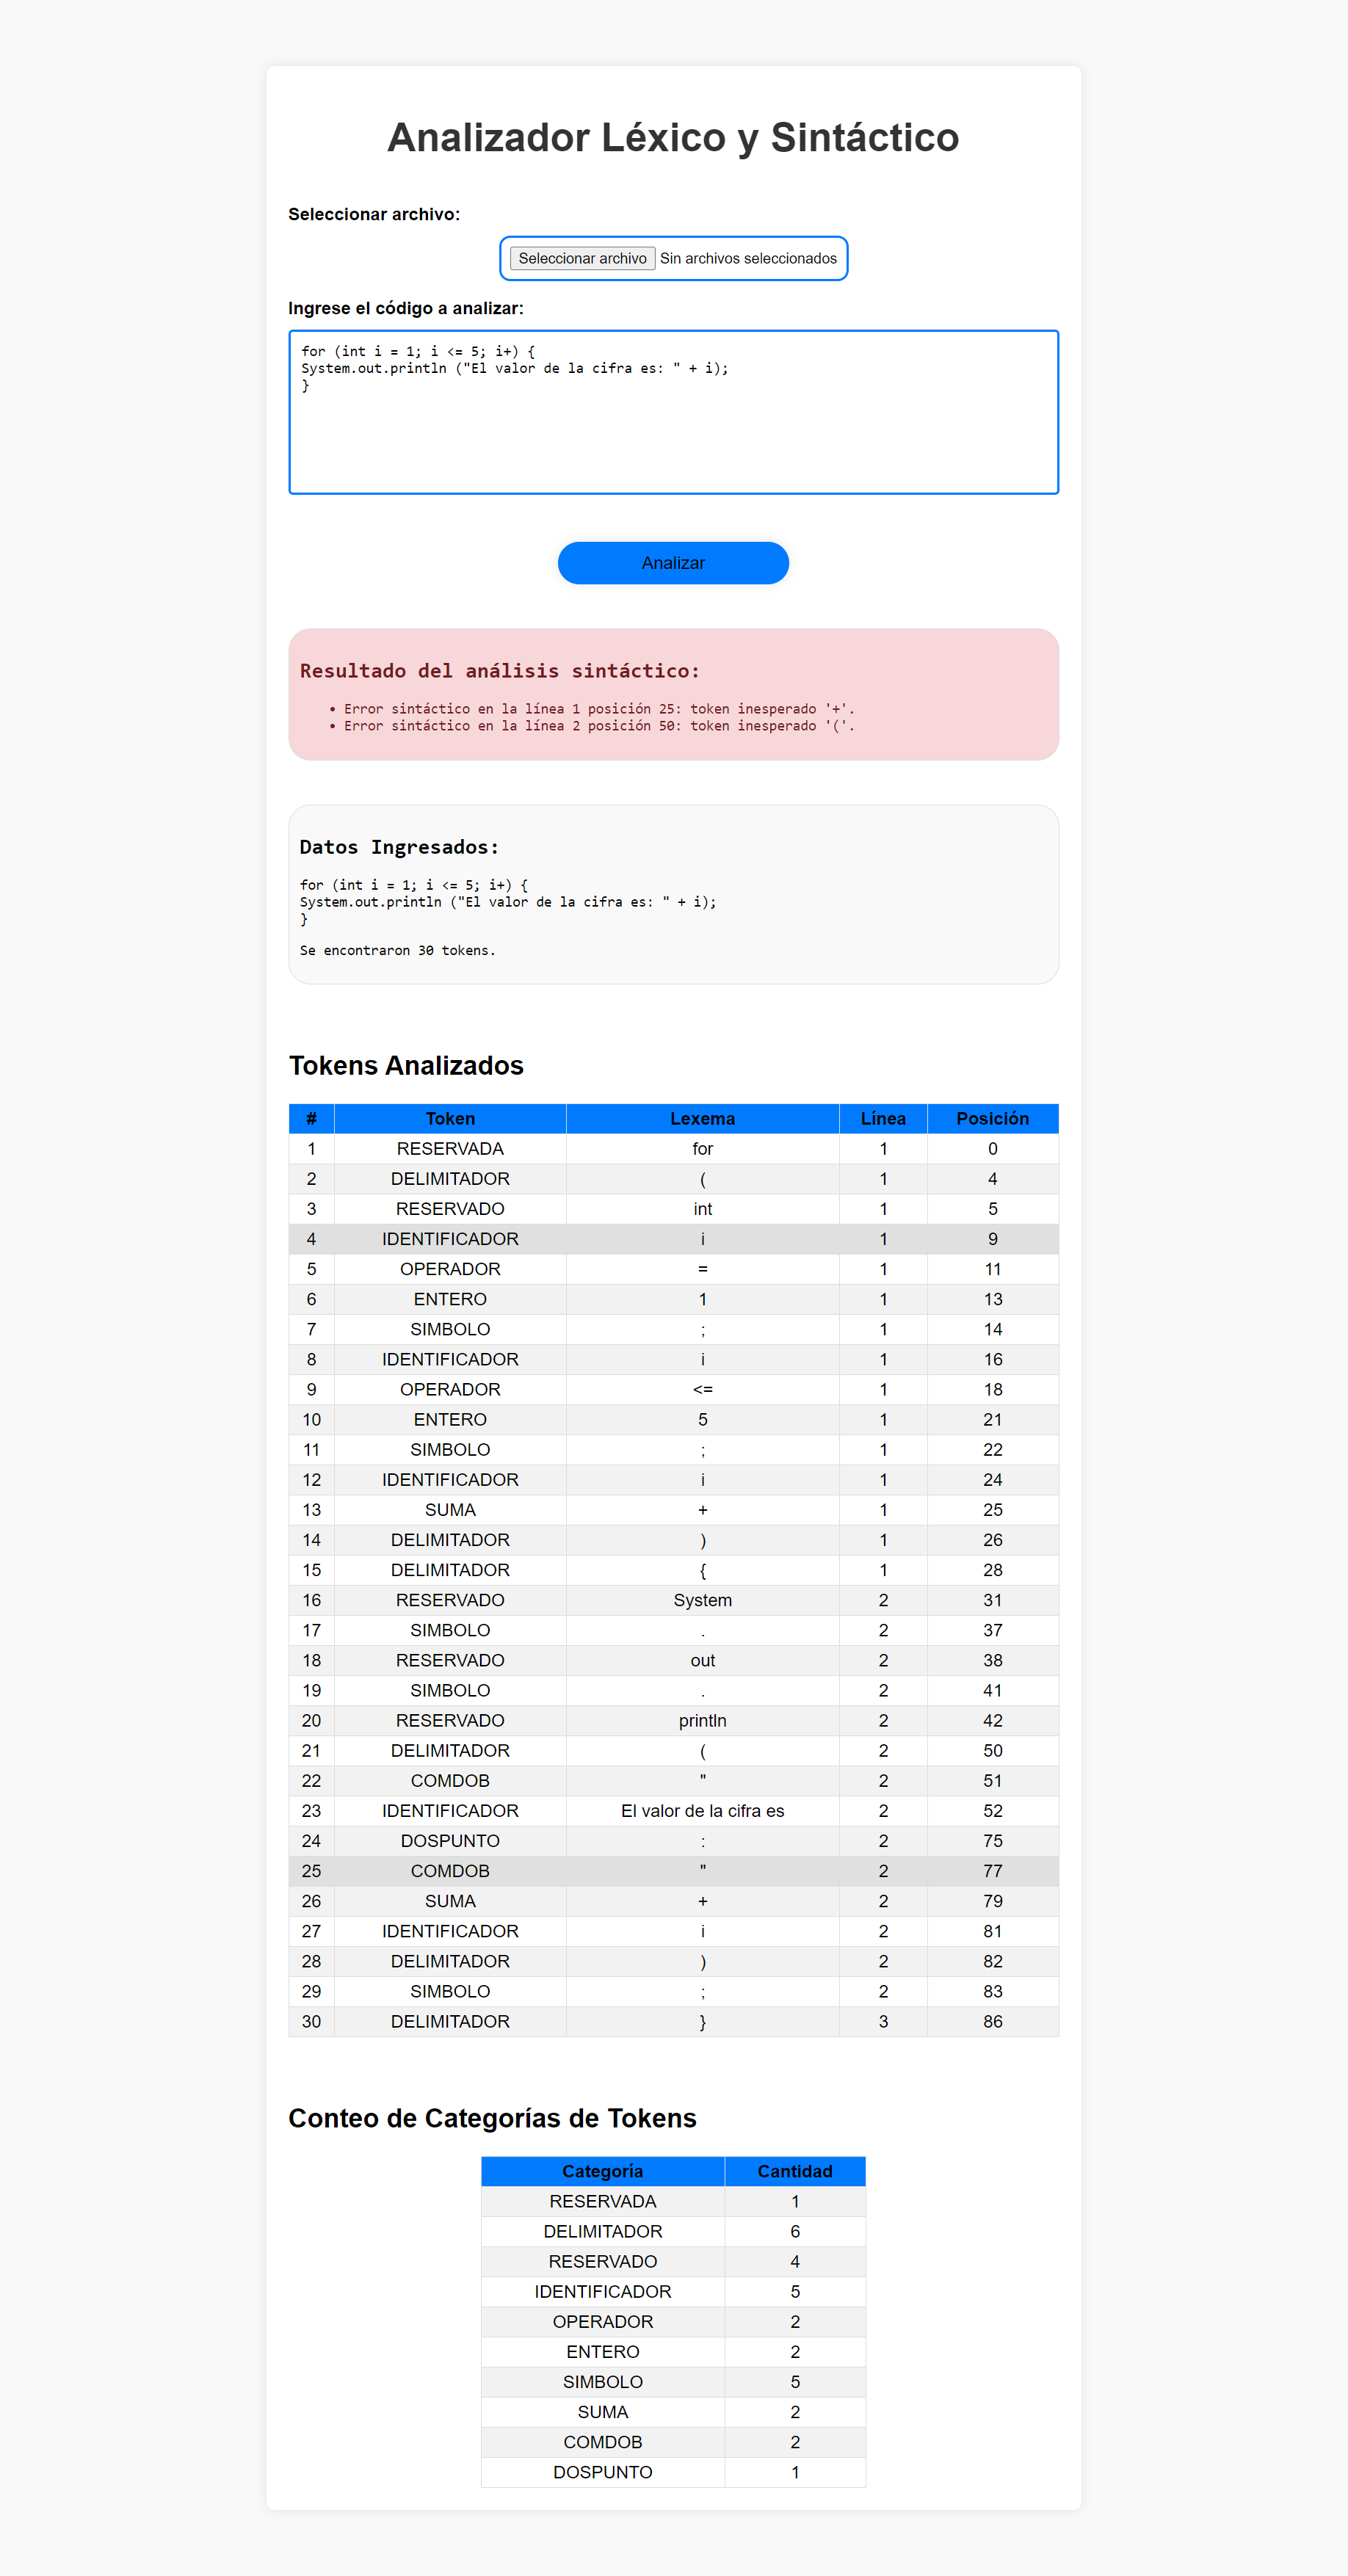 Analizador Léxico y Sintáctico
Seleccionar archivo:
Seleccionar archivo Sin archivos seleccionados
Ingrese el código a analizar:
for (int i = 1; i <= 5; i+) {
System.out.println ("El valor de la cifra es: " + i);
}
Analizar
Resultado del análisis sintáctico:
• Error sintáctico en la línea 1 posición 25: token inesperado '+'.
• Error sintáctico en la línea 2 posición 50: token inesperado '('.
Datos Ingresados:
for (int i = 1; i <= 5; i+) {
System.out.println ("El valor de la cifra es: " + i);
}
Se encontraron 30 tokens.
Tokens Analizados
# Token Lexema Línea Posición
1 RESERVADA for 1 0
2 DELIMITADOR ( 1 4
3 RESERVADO int 1 5
4 IDENTIFICADOR i 1 9
5 OPERADOR = 1 11
6 ENTERO 1 1 13
7 SIMBOLO ; 1 14
8 IDENTIFICADOR i 1 16
9 OPERADOR <= 1 18
10 ENTERO 5 1 21
11 SIMBOLO ; 1 22
12 IDENTIFICADOR i 1 24
13 SUMA + 1 25
14 DELIMITADOR ) 1 26
15 DELIMITADOR { 1 28
16 RESERVADO System 2 31
17 SIMBOLO . 2 37
18 RESERVADO out 2 38
19 SIMBOLO . 2 41
20 RESERVADO println 2 42
21 DELIMITADOR ( 2 50
22 COMDOB " 2 51
23 IDENTIFICADOR El valor de la cifra es 2 52
24 DOSPUNTO : 2 75
25 COMDOB " 2 77
26 SUMA + 2 79
27 IDENTIFICADOR i 2 81
28 DELIMITADOR ) 2 82
29 SIMBOLO ; 2 83
30 DELIMITADOR } 3 86
Conteo de Categorías de Tokens
Categoría Cantidad
RESERVADA 1
DELIMITADOR 6
RESERVADO 4
IDENTIFICADOR 5
OPERADOR 2
ENTERO 2
SIMBOLO 5
SUMA 2
COMDOB 2
DOSPUNTO 1